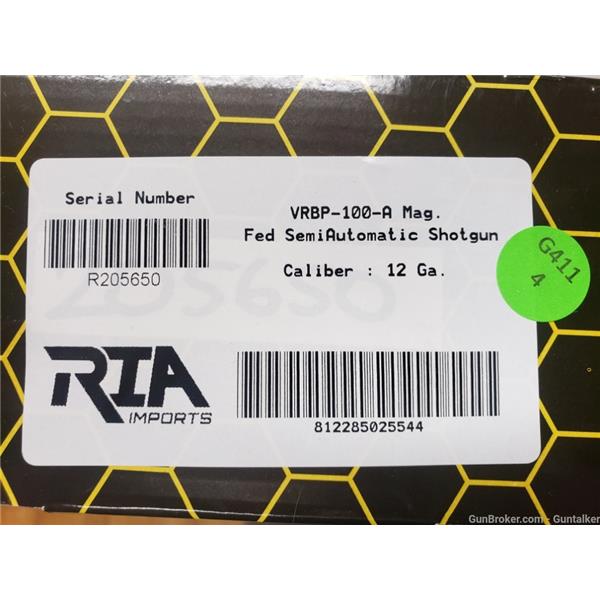 Serial Number
R205650
VRBP-100-A Mag.
Fed SemiAutomatic Shotgun
Caliber : 12 Ga.
G411
4
205650
RIA
IMPORTS
812285025544
GunBroker.com - Guntalker